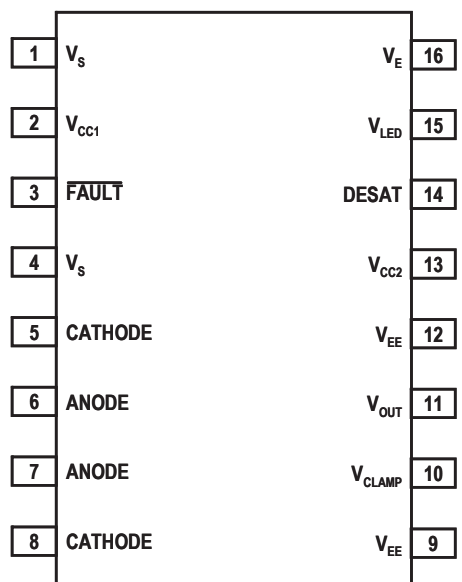 1 VS VE 16
2 VCC1 VLED 15
3 FAULT DESAT 14
4 VS VCC2 13
5 CATHODE VEE 12
6 ANODE VOUT 11
7 ANODE VCLAMP 10
8 CATHODE VEE 9